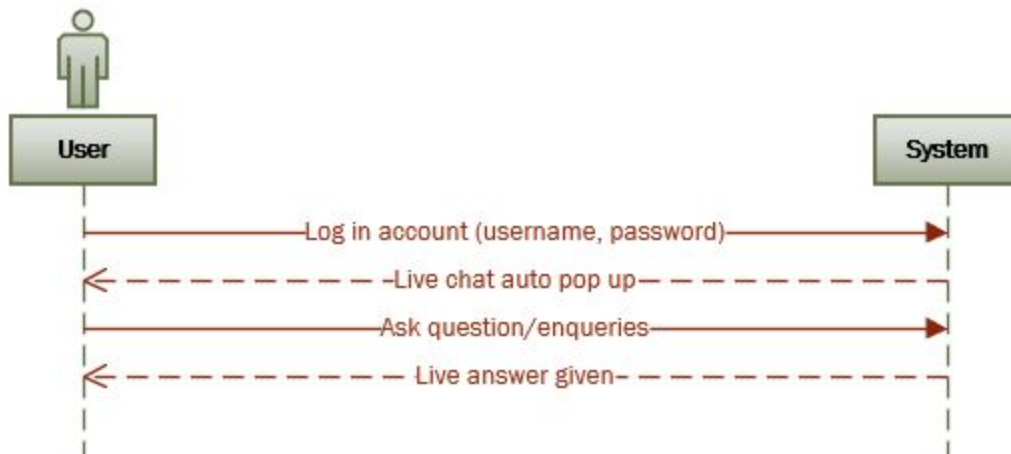 User
System
Log in account (username, password)
Live chat auto pop up
Ask question/enqueries
Live answer given